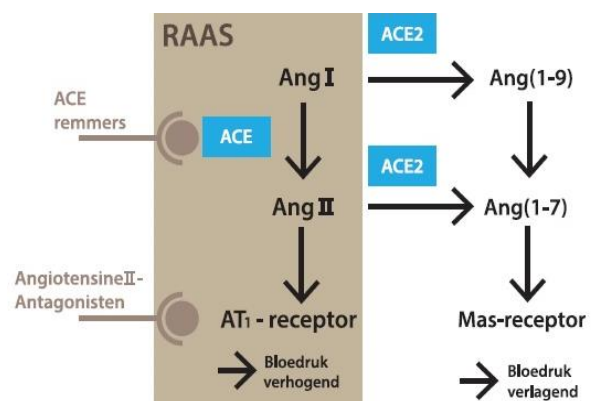 RAAS
ACE2
Ang I
Ang(1-9)
ACE
remmers
ACE
ACE2
Ang II
Ang(1-7)
AngiotensineII-
Antagonisten
AT1 - receptor
Mas-receptor
Bloedruk
verhogend
Bloedruk
verlagend